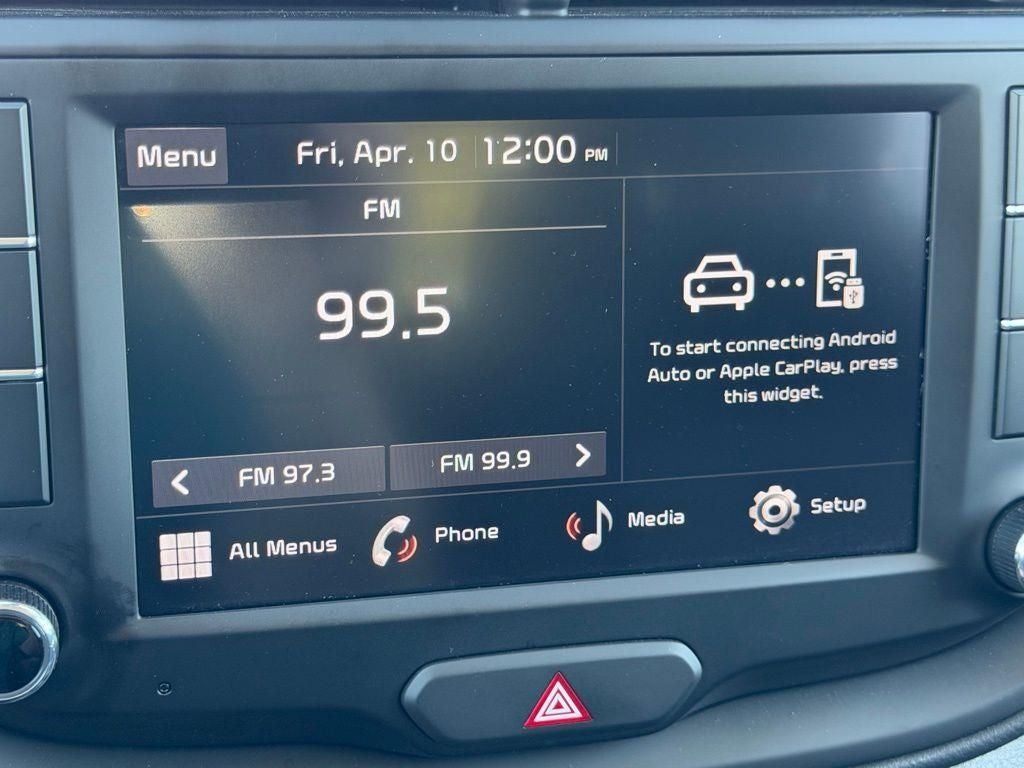 Menu
Fri, Apr. 10
12:00 PM
FM
99.5
To start connecting Android
Auto or Apple CarPlay, press
this widget.
FM 97.3
FM 99.9
All Menus
Phone
Media
Setup